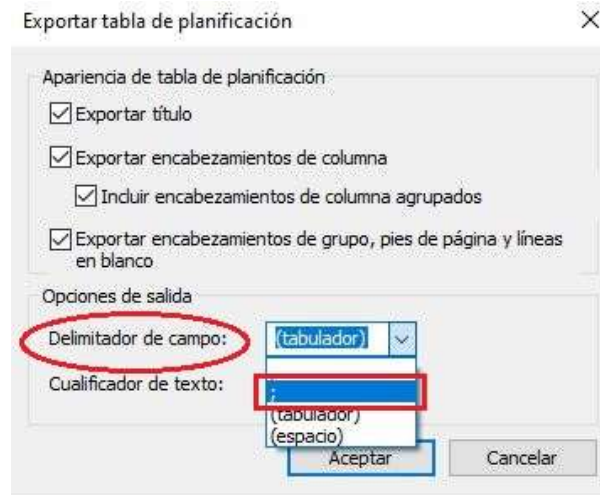 Exportar tabla de planificación
Apariencia de tabla de planificación
Exportar título
Exportar encabezamientos de columna
Incluir encabezamientos de columna agrupados
Exportar encabezamientos de grupo, pies de página y líneas
en blanco
Opciones de salida
Delimitador de campo:
(tabulador)
;
Cualificador de texto:
(tabulador)
(espacio)
Aceptar
Cancelar